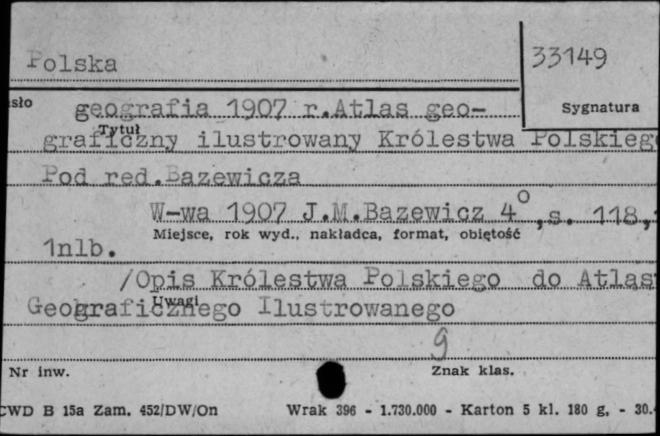 Polska
33149
sło
geografia 1907 r.Atlas geo-
Sygnatura
Tytuł
graficzny ilustrowany Królestwa Polskieg
Pod red.Bazewicza
W-wa 1907 J.M.Bazewicz 4⁰,s. 118,
Miejsce, rok wyd., nakładca, format, objętość
1nlb.
/Opis Królestwa Polskiego do Atlas
Uwagi
Geograficznego Ilustrowanego
9
Nr inw.
Znak klas.
CWD B 15a Zam. 452/DW/On Wrak 396 - 1.730.000 - Karton 5 kl. 180 g. - 30.